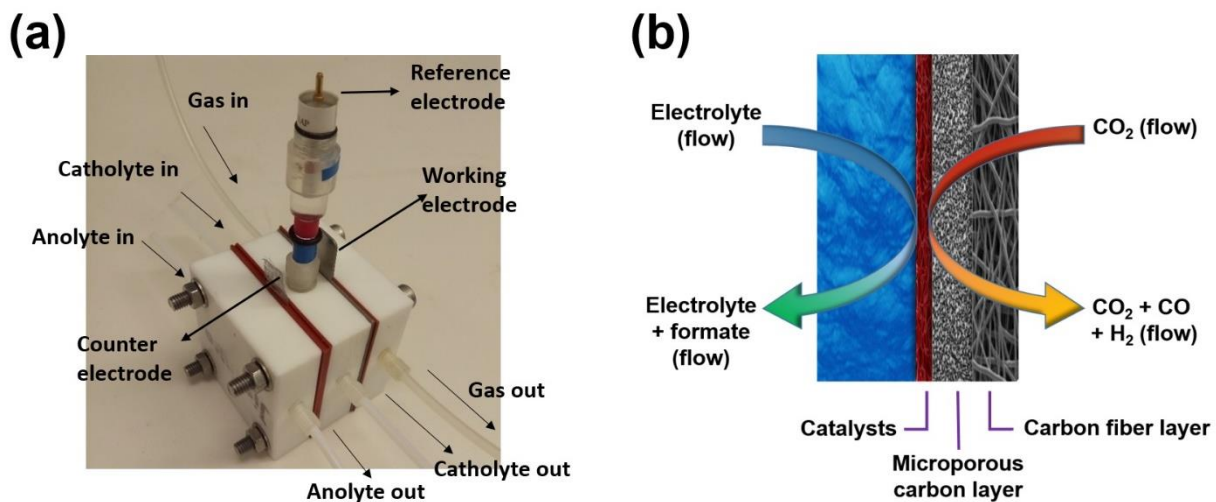 (a)
Reference
electrode
Gas in
Catholyte in
Working
electrode
Anolyte in
Counter
electrode
Gas out
Catholyte out
Anolyte out
(b)
Electrolyte
(flow)
CO₂ (flow)
Electrolyte
+ formate
(flow)
CO₂ + CO
+ H₂ (flow)
Catalysts
Carbon fiber layer
Microporous
carbon layer